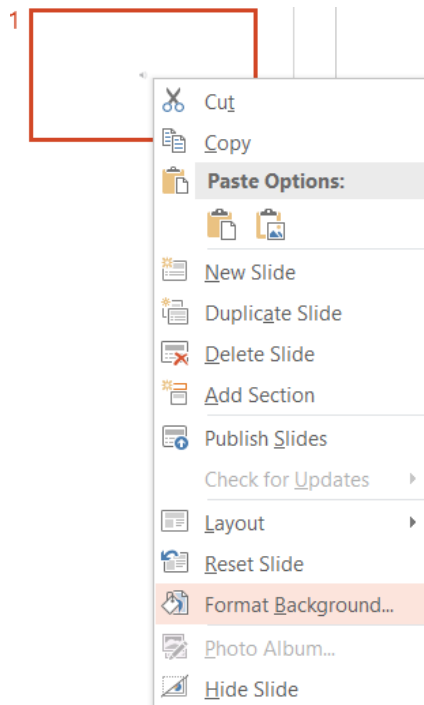 1
Cut
Copy
Paste Options:
New Slide
Duplicate Slide
Delete Slide
Add Section
Publish Slides
Check for Updates
Layout
Reset Slide
Format Background...
Photo Album...
Hide Slide